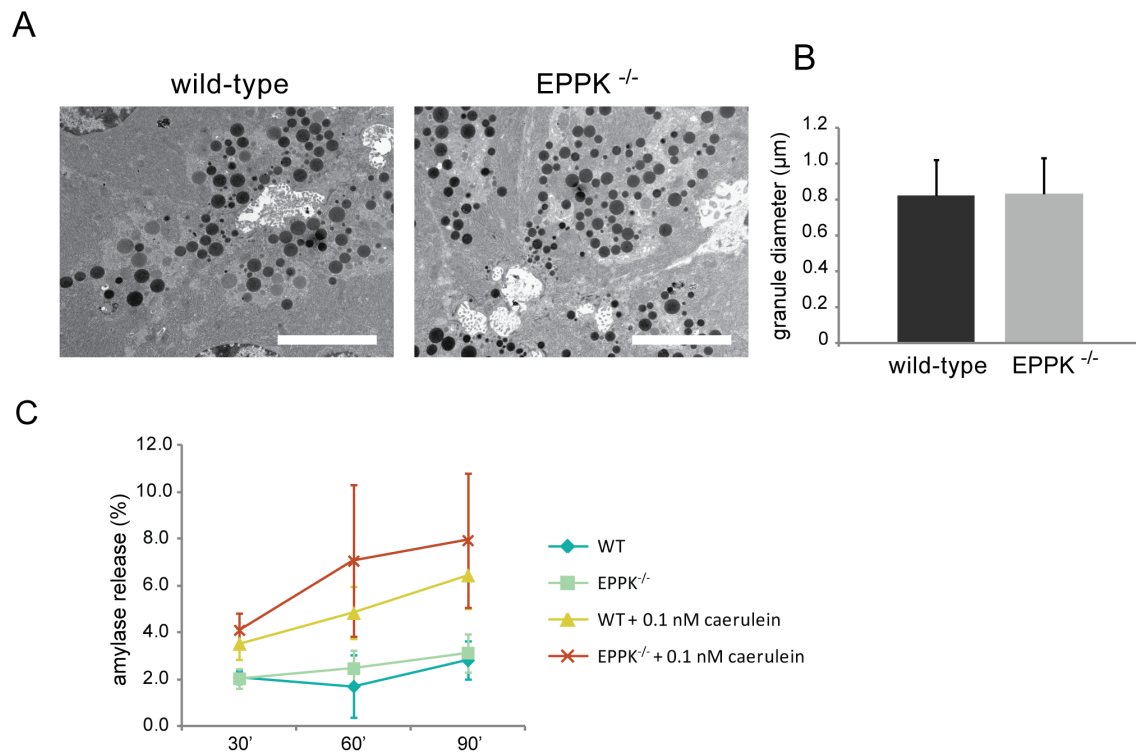 A
wild-type
EPPK -/-
B
granule diameter (µm)
1.2
1.0
0.8
0.6
0.4
0.2
0
wild-type
EPPK -/-
C
amylase release (%)
12.0
10.0
8.0
6.0
4.0
2.0
0.0
30'
60'
90'
WT
EPPK-/-
WT + 0.1 nM caerulein
EPPK-/- + 0.1 nM caerulein